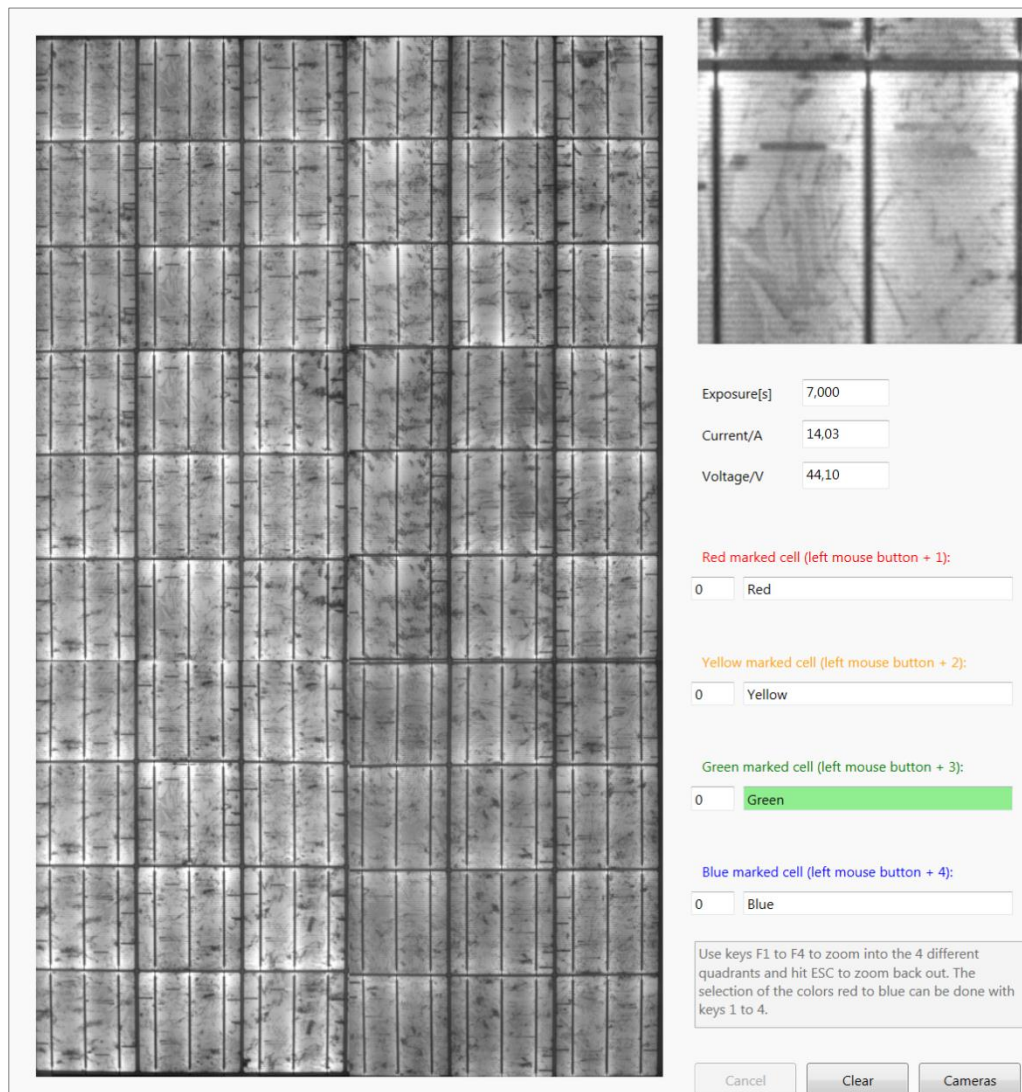 Exposure[s] 7,000
Current/A 14,03
Voltage/V 44,10
Red marked cell (left mouse button + 1):
0 Red
Yellow marked cell (left mouse button + 2):
0 Yellow
Green marked cell (left mouse button + 3):
0 Green
Blue marked cell (left mouse button + 4):
0 Blue
Use keys F1 to F4 to zoom into the 4 different
quadrants and hit ESC to zoom back out. The
selection of the colors red to blue can be done with
keys 1 to 4.
Cancel Clear Cameras